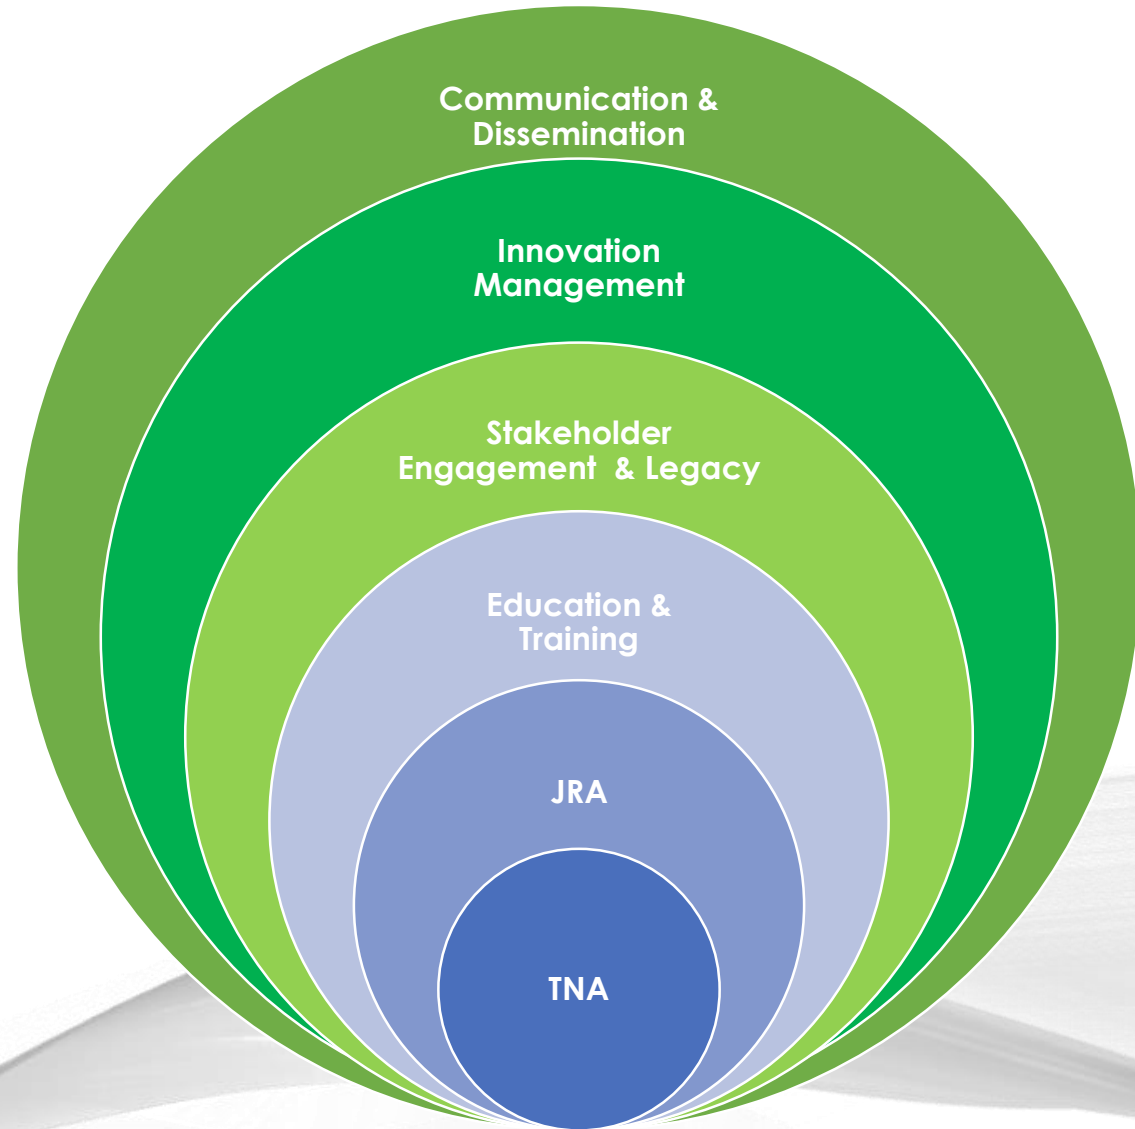 Communication &
Dissemination
Innovation
Management
Stakeholder
Engagement  & Legacy
Education &
Training
JRA
TNA